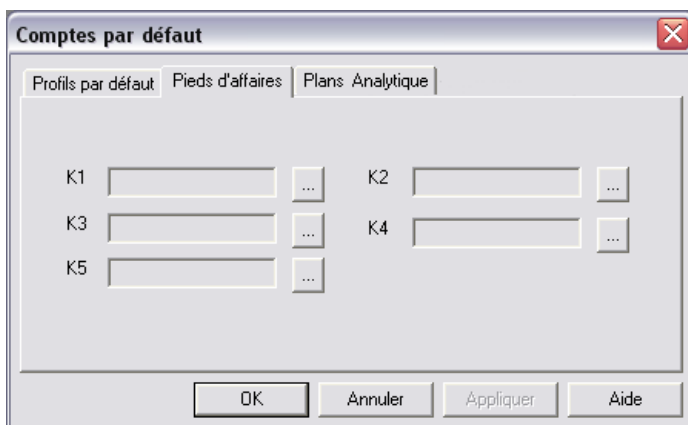 Comptes par défaut
Profils par défaut Pieds d'affaires Plans Analytique
K1 ... K2 ...
K3 ... K4 ...
K5 ...
OK Annuler Appliquer Aide